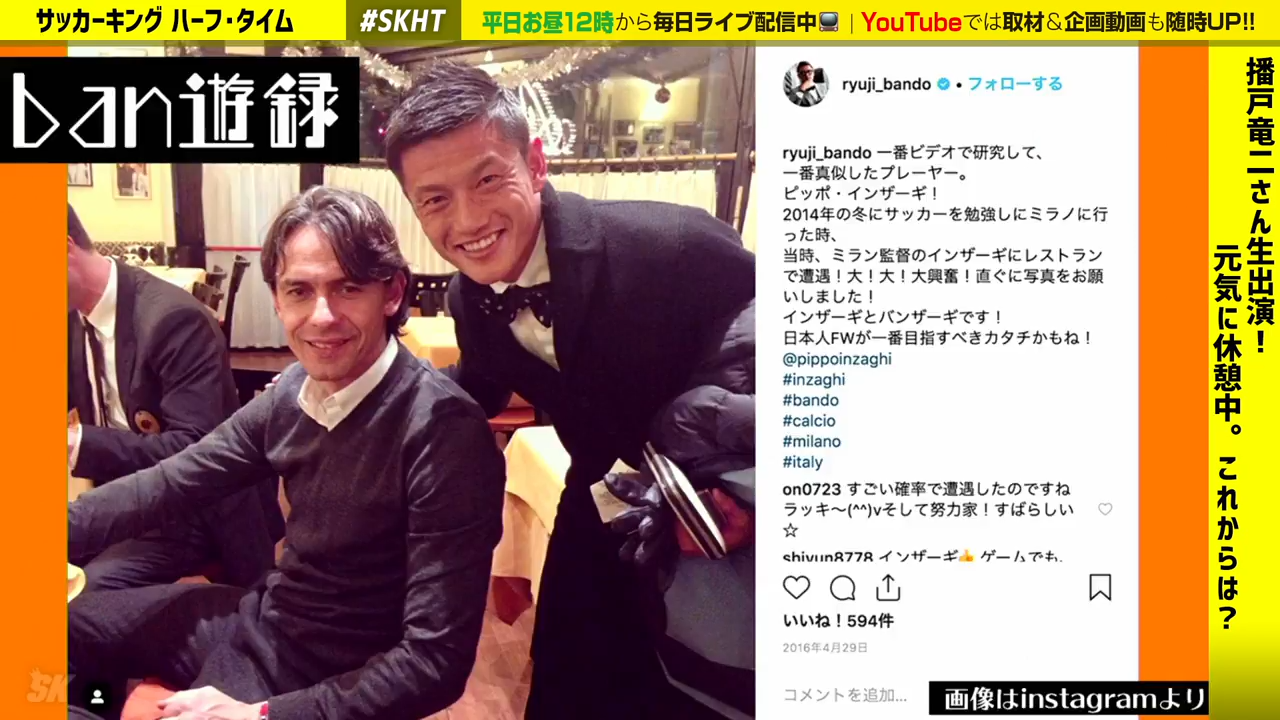 サッカーキング ハーフ・タイム
#SKHT
平日お昼12時から毎日ライブ配信中 | YouTubeでは取材&企画動画も随時UP!!
ban遊録
播戸竜二さん生出演!
元気に休憩中。これからは?
ryuji_bando • フォローする
ryuji_bando 一番ビデオで研究して、
一番真似したプレーヤー。
ピッポ・インザーギ!
2014年の冬にサッカーを勉強しにミラノに行
った時、
当時、ミラン監督のインザーギにレストラン
で遭遇!大!大!大興奮!直ぐに写真をお願
いしました!
インザーギとバンザーギです!
日本人FWが一番目指すべきカタチかもね!
@pippoinzaghi
#inzaghi
#bando
#calcio
#milano
#italy
on0723 すごい確率で遭遇したのですね
ラッキ〜(^^)vそして努力家!すばらしい
☆
shiyun8778 インザーギ👍 ゲームでも、
いいね!594件
2016年4月29日
コメントを追加...
画像はinstagramより
SK